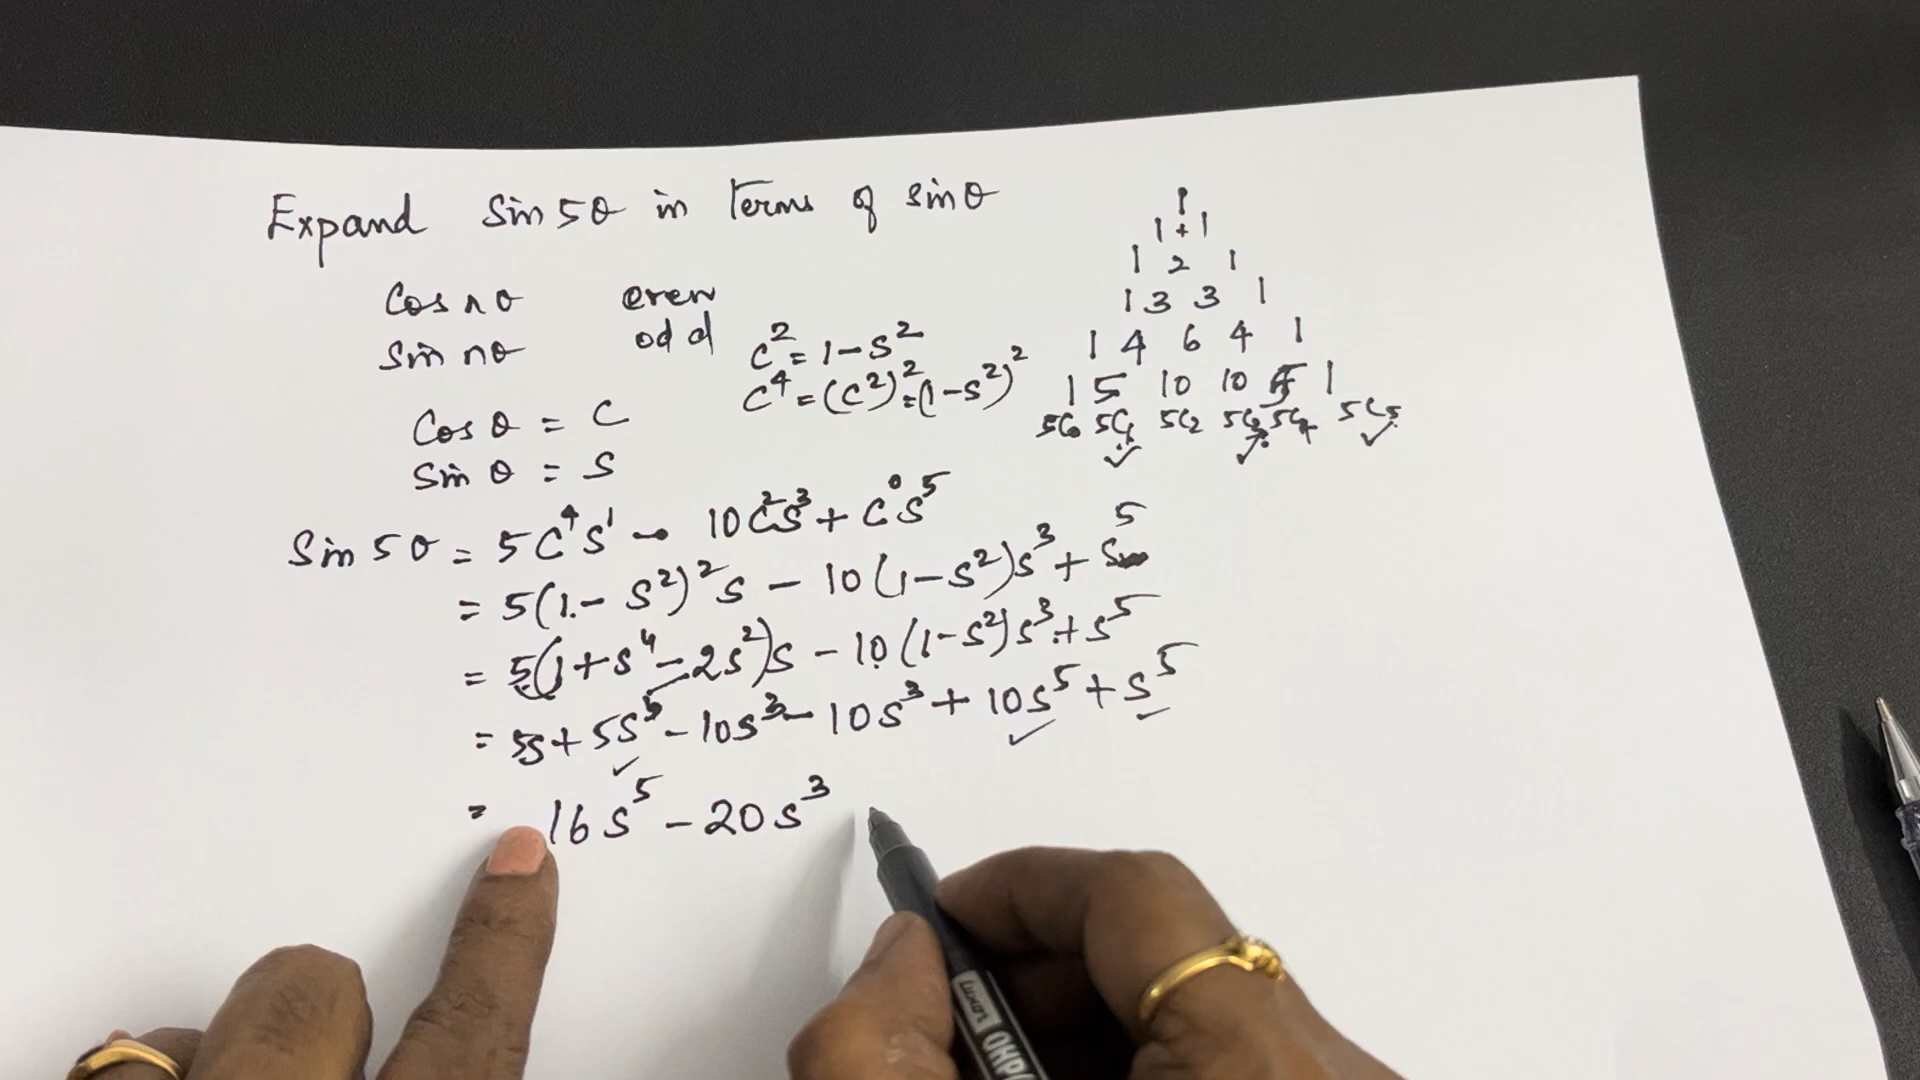 Expand Sin 5θ in Terms of sinθ
Cos nθ even
Sin nθ odd
C² = 1 - S²
C⁴ = (C²)² = (1 - S²)²
Cos θ = C
Sin θ = S
1
1 + 1
1 2 1
1 3 3 1
1 4 6 4 1
1 5 10 10 5 1
5C₀ 5C₁ 5C₂ 5C₃ 5C₄ 5C₅
Sin 5θ = 5C⁴S¹ - 10C²S³ + C⁰S⁵
= 5(1 - S²)²S - 10(1 - S²)S³ + S⁵
= 5(1 + S⁴ - 2S²)S - 10(1 - S²)S³ + S⁵
= 5S + 5S⁵ - 10S³ - 10S³ + 10S⁵ + S⁵
= 16S⁵ - 20S³
Luxor